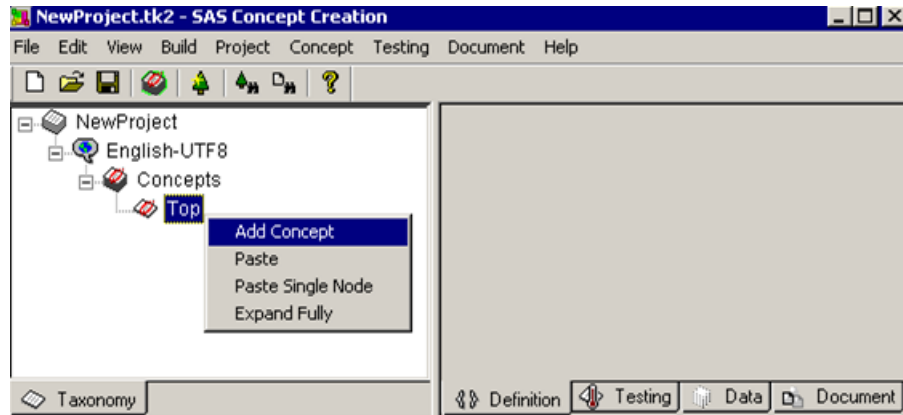 NewProject.tk2 - SAS Concept Creation
File Edit View Build Project Concept Testing Document Help
NewProject
English-UTF8
Concepts
Top
Add Concept
Paste
Paste Single Node
Expand Fully
Taxonomy
Definition Testing Data Document